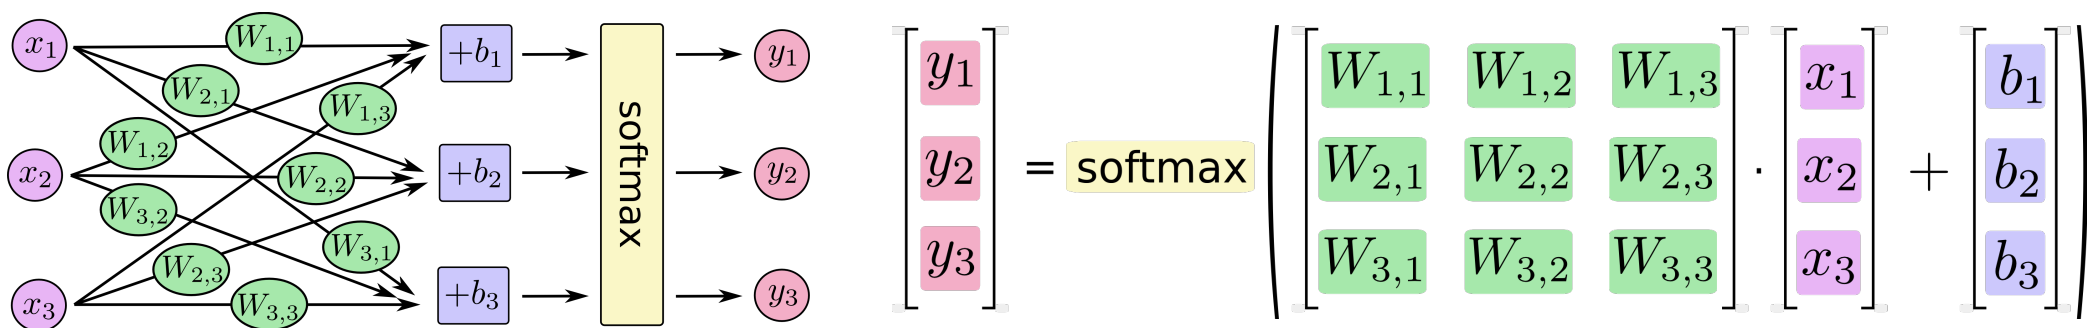 x₁ W₁,₁ +b₁ y₁
W₂,₁ W₁,₃
W₁,₂
x₂ W₂,₂ +b₂ softmax y₂
W₃,₂
W₃,₁
W₂,₃
x₃ W₃,₃ +b₃ y₃
y₁ W₁,₁ W₁,₂ W₁,₃ x₁ b₁
y₂ = softmax W₂,₁ W₂,₂ W₂,₃ · x₂ + b₂
y₃ W₃,₁ W₃,₂ W₃,₃ x₃ b₃